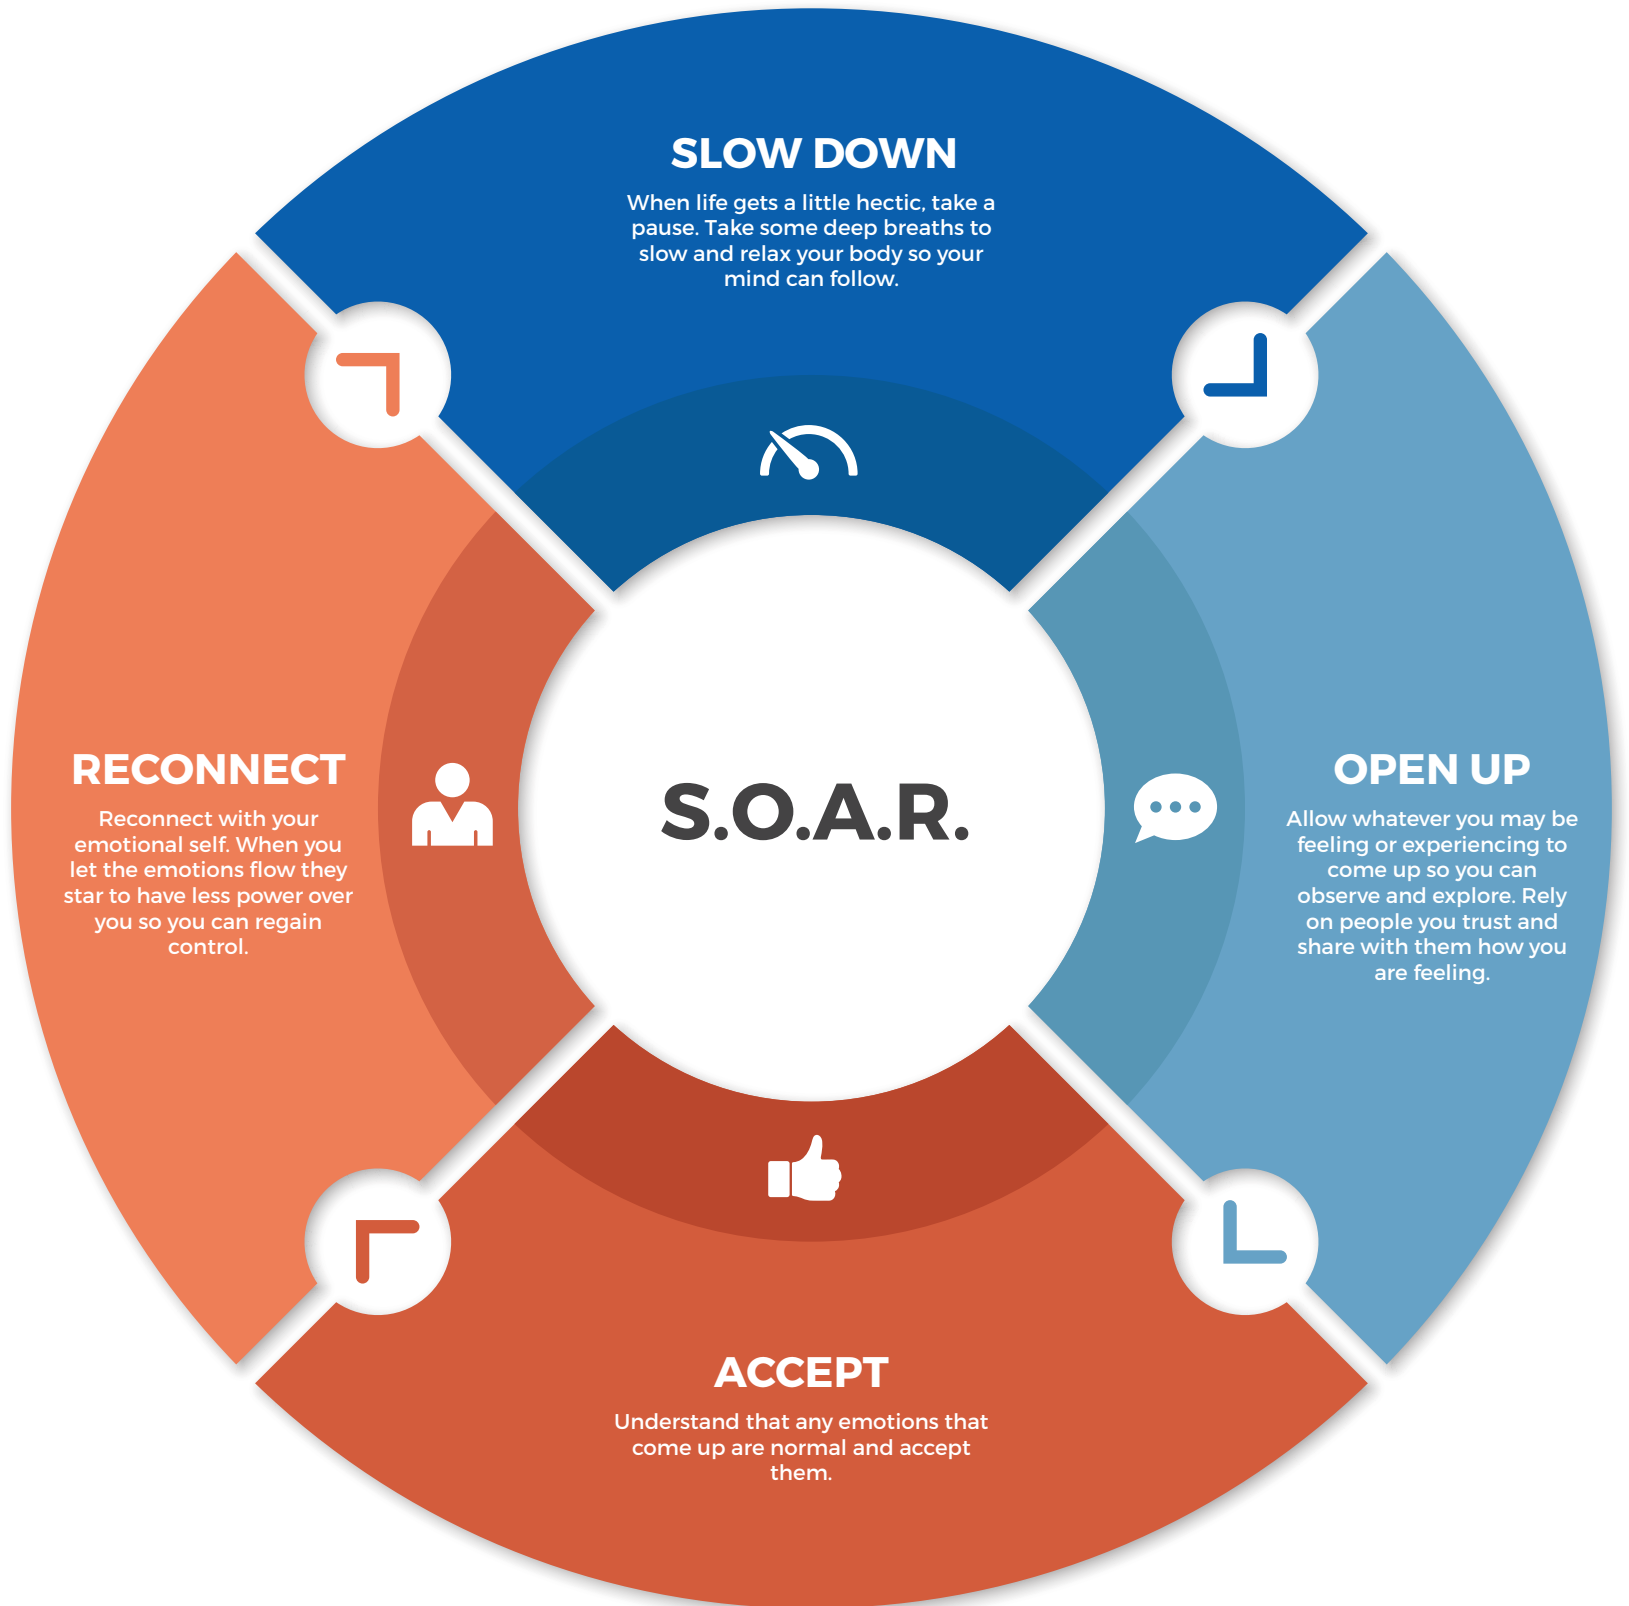 SLOW DOWN
When life gets a little hectic, take a
pause. Take some deep breaths to
slow and relax your body so your
mind can follow.
OPEN UP
Allow whatever you may be
feeling or experiencing to
come up so you can
observe and explore. Rely
on people you trust and
share with them how you
are feeling.
ACCEPT
Understand that any emotions that
come up are normal and accept
them.
RECONNECT
Reconnect with your
emotional self. When you
let the emotions flow they
star to have less power over
you so you can regain
control.
S.O.A.R.